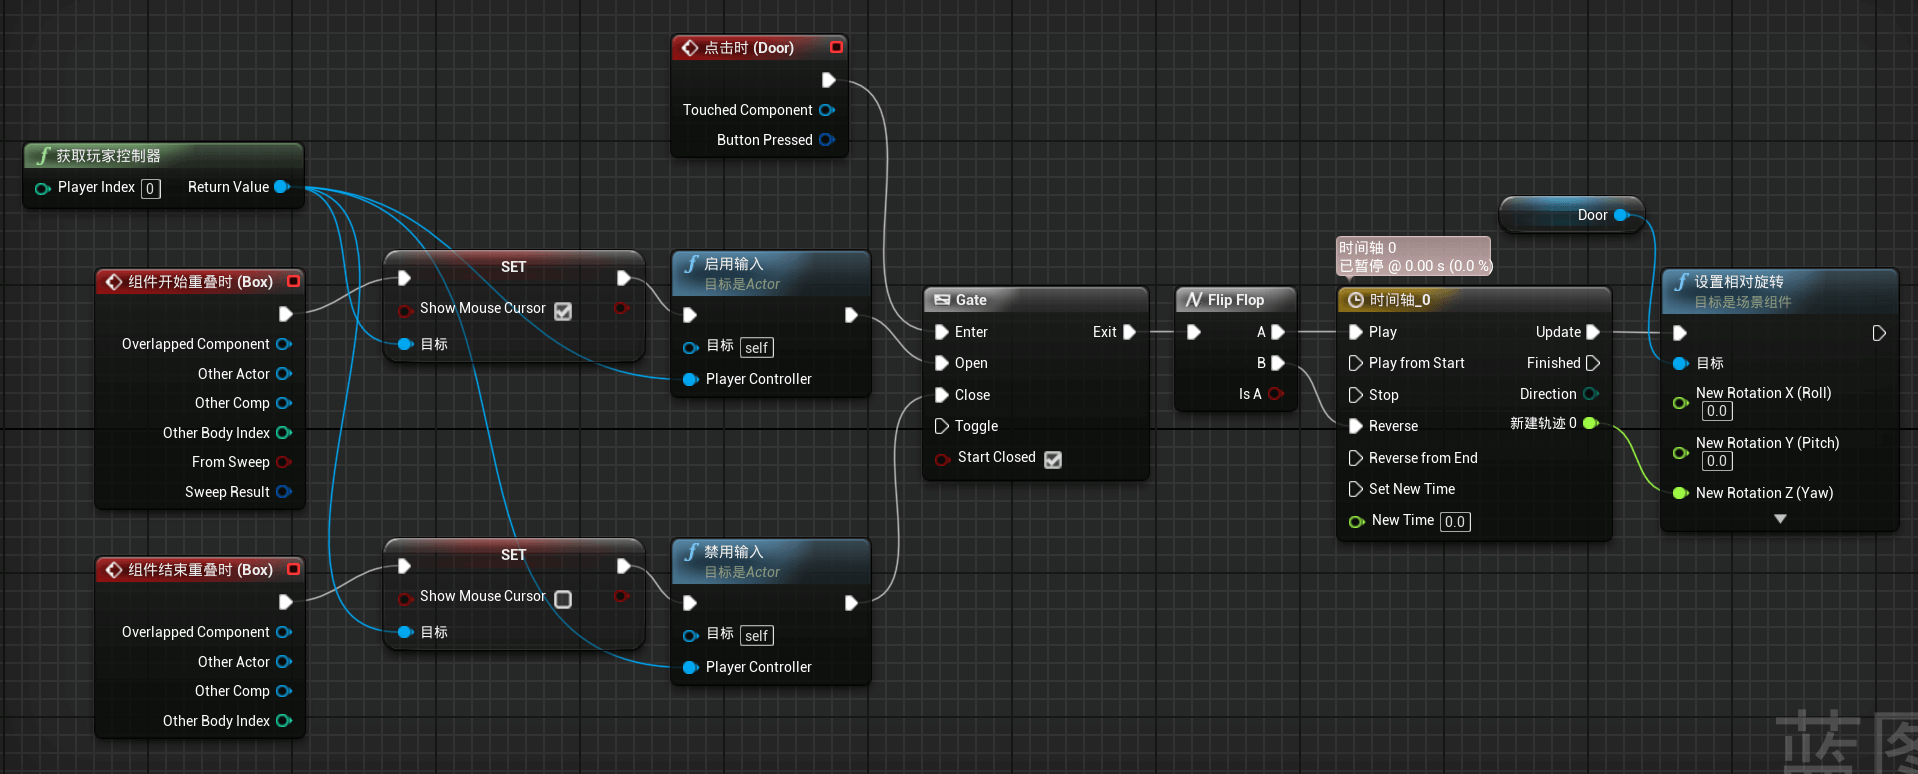 点击时 (Door)
Touched Component
Button Pressed
获取玩家控制器
Player Index 0
Return Value
组件开始重叠时 (Box)
Overlapped Component
Other Actor
Other Comp
Other Body Index
From Sweep
Sweep Result
SET
Show Mouse Cursor
目标
启用输入
目标是Actor
目标 self
Player Controller
组件结束重叠时 (Box)
Overlapped Component
Other Actor
Other Comp
Other Body Index
SET
Show Mouse Cursor
目标
禁用输入
目标是Actor
目标 self
Player Controller
Gate
Enter
Exit
Open
Close
Toggle
Start Closed
Flip Flop
A
B
Is A
时间轴 0
已暂停 @ 0.00 s (0.0 %)
时间轴_0
Play
Update
Play from Start
Finished
Stop
Direction
Reverse
新建轨迹 0
Reverse from End
Set New Time
New Time 0.0
Door
设置相对旋转
目标是场景组件
目标
New Rotation X (Roll)
0.0
New Rotation Y (Pitch)
0.0
New Rotation Z (Yaw)
蓝图